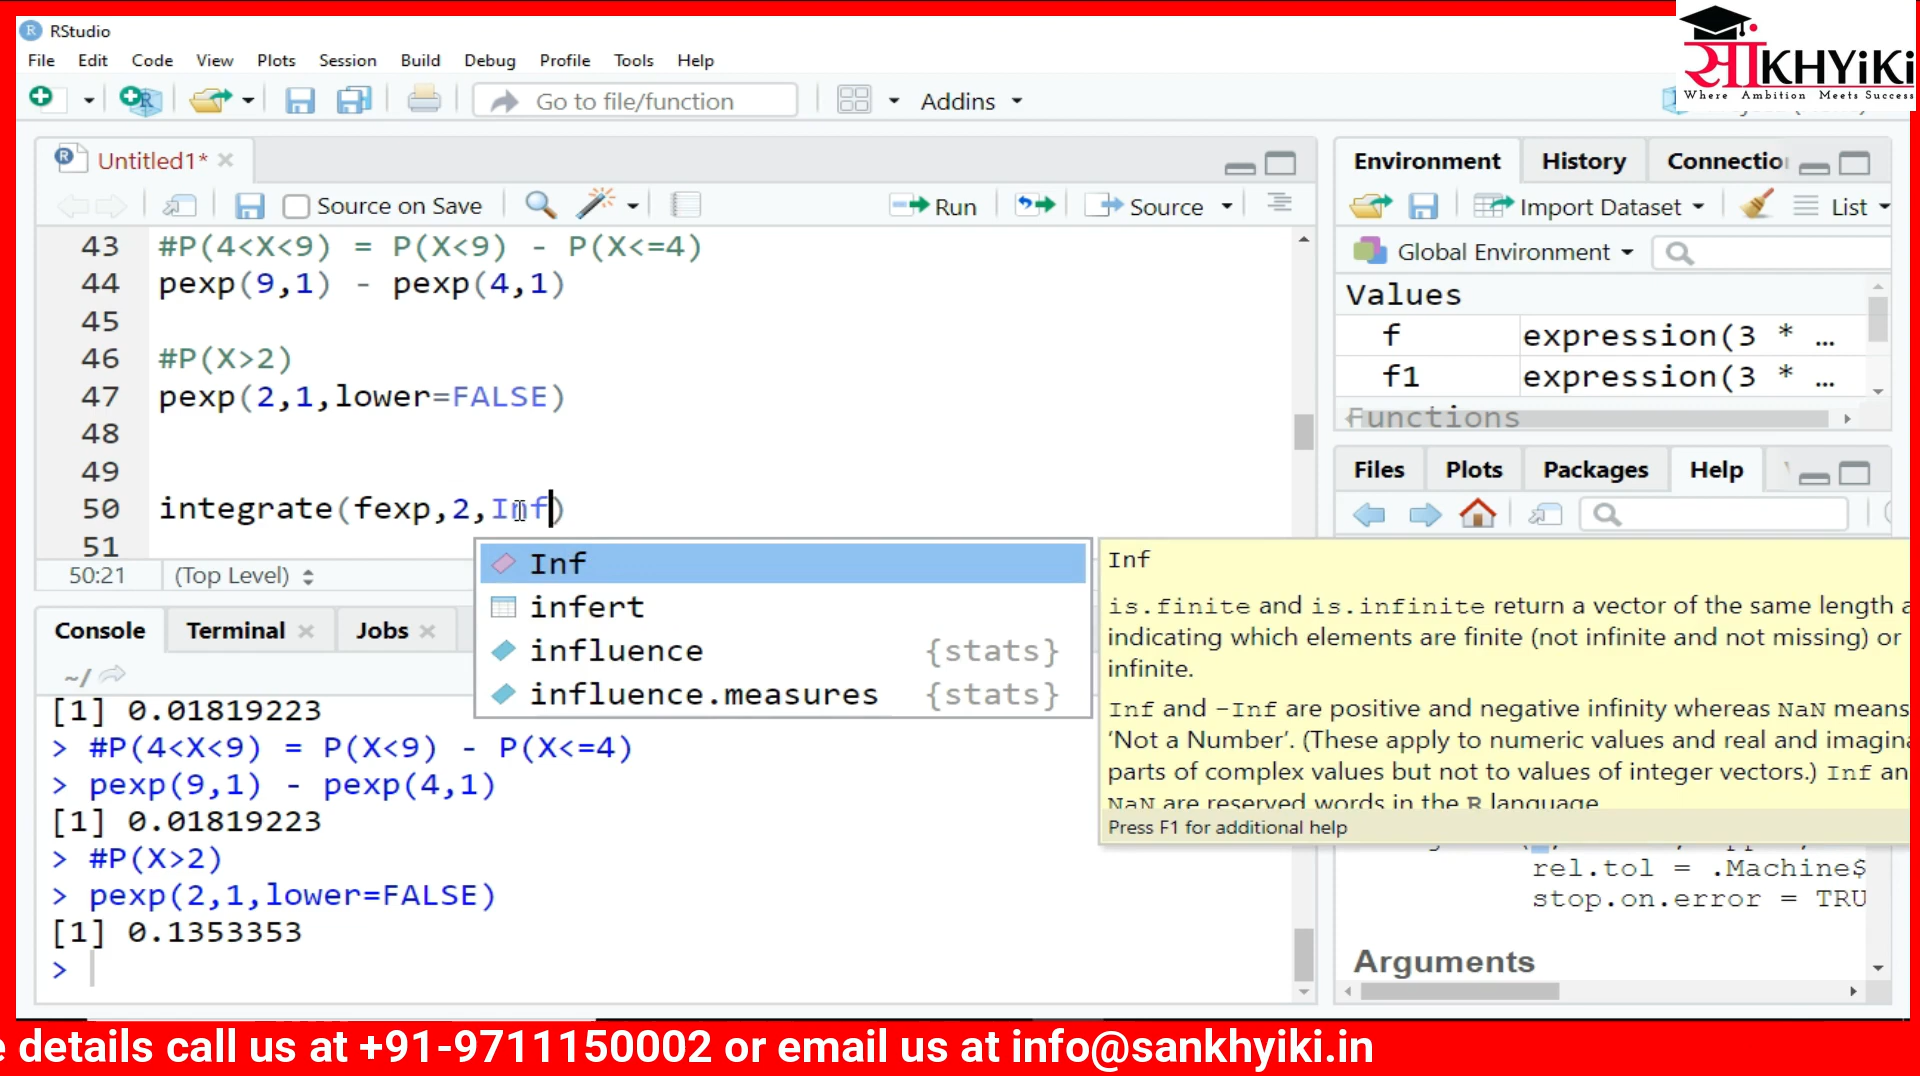 RStudio
सांKHYiKi
Where Ambition Meets Success
File Edit Code View Plots Session Build Debug Profile Tools Help
Go to file/function Addins
Untitled1*
Source on Save Run Source
43 #P(4<X<9) = P(X<9) - P(X<=4)
44 pexp(9,1) - pexp(4,1)
45
46 #P(X>2)
47 pexp(2,1,lower=FALSE)
48
49
50 integrate(fexp,2,Inf)
51
50:21 (Top Level)
Inf
infert
influence {stats}
influence.measures {stats}
Inf
is.finite and is.infinite return a vector of the same length
indicating which elements are finite (not infinite and not missing) or
infinite.
Inf and -Inf are positive and negative infinity whereas NaN means
‘Not a Number’. (These apply to numeric values and real and
parts of complex values but not to values of integer vectors.) Inf
NaN are reserved words in the R language
Press F1 for additional help
Console Terminal Jobs
~/
[1] 0.01819223
> #P(4<X<9) = P(X<9) - P(X<=4)
> pexp(9,1) - pexp(4,1)
[1] 0.01819223
> #P(X>2)
> pexp(2,1,lower=FALSE)
[1] 0.1353353
>
Environment History
Import Dataset List
Global Environment
Values
f expression(3 * …
f1 expression(3 * …
Functions
Files Plots Packages Help
rel.tol = .Machine$
stop.on.error = TRU
Arguments
details call us at +91-9711150002 or email us at info@sankhyiki.in